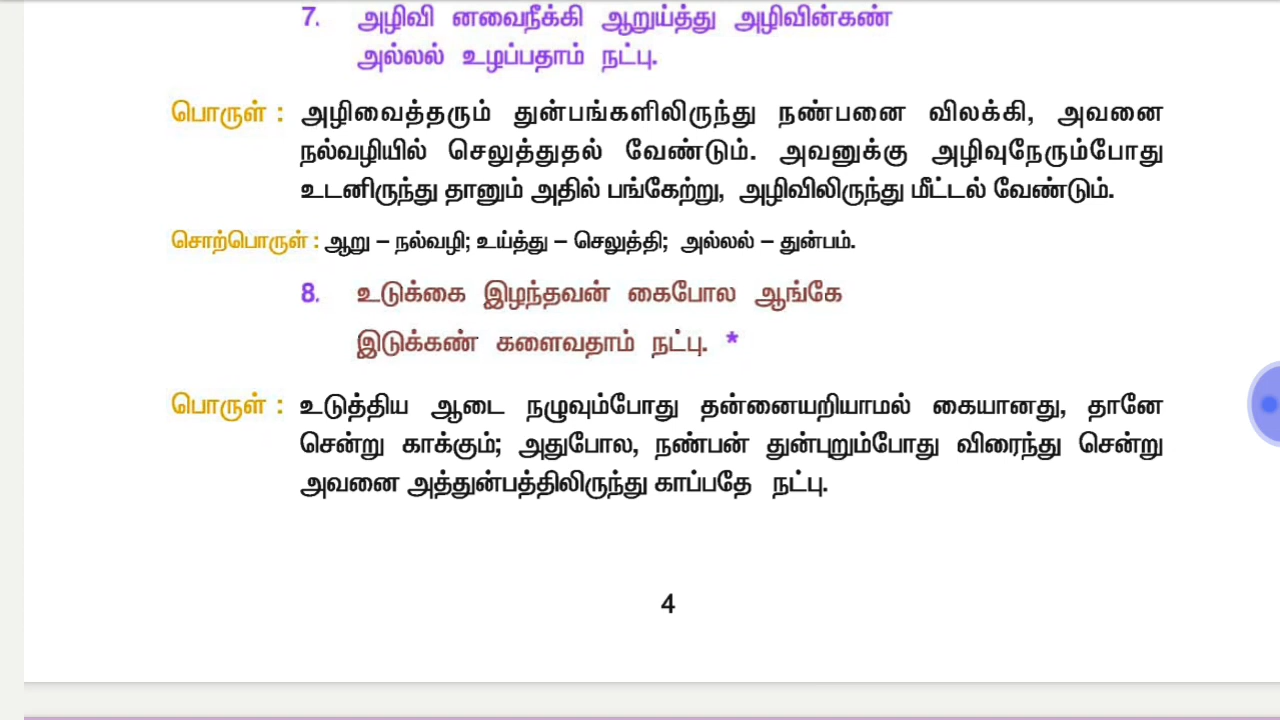 7. அழிவி னவைநீக்கி ஆறுய்த்து அழிவின்கண்
அல்லல் உழப்பதாம் நட்பு.
பொருள் : அழிவைத்தரும் துன்பங்களிலிருந்து நண்பனை விலக்கி, அவனை
நல்வழியில் செலுத்துதல் வேண்டும். அவனுக்கு அழிவுநேரும்போது
உடனிருந்து தானும் அதில் பங்கேற்று, அழிவிலிருந்து மீட்டல் வேண்டும்.
சொற்பொருள் : ஆறு – நல்வழி; உய்த்து – செலுத்தி; அல்லல் – துன்பம்.
8. உடுக்கை இழந்தவன் கைபோல ஆங்கே
இடுக்கண் களைவதாம் நட்பு. *
பொருள் : உடுத்திய ஆடை நழுவும்போது தன்னையறியாமல் கையானது, தானே
சென்று காக்கும்; அதுபோல, நண்பன் துன்புறும்போது விரைந்து சென்று
அவனை அத்துன்பத்திலிருந்து காப்பதே நட்பு.
4